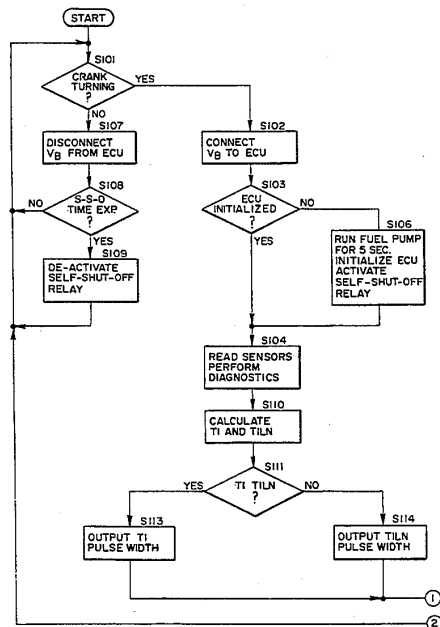 START
S101
CRANK
TURNING
?
YES
NO
S107
DISCONNECT
VB FROM ECU
S102
CONNECT
VB TO ECU
S108
S-S-O
TIME EXP.
?
NO
YES
S103
ECU
INITIALIZED
?
NO
YES
S109
DE-ACTIVATE
SELF-SHUT-OFF
RELAY
S106
RUN FUEL PUMP
FOR 5 SEC.
INITIALIZE ECU
ACTIVATE
SELF-SHUT-OFF
RELAY
S104
READ SENSORS
PERFORM
DIAGNOSTICS
S110
CALCULATE
TI AND TILN
S111
TI TILN
?
YES
NO
S113
OUTPUT TI
PULSE WIDTH
S114
OUTPUT TILN
PULSE WIDTH
1
2